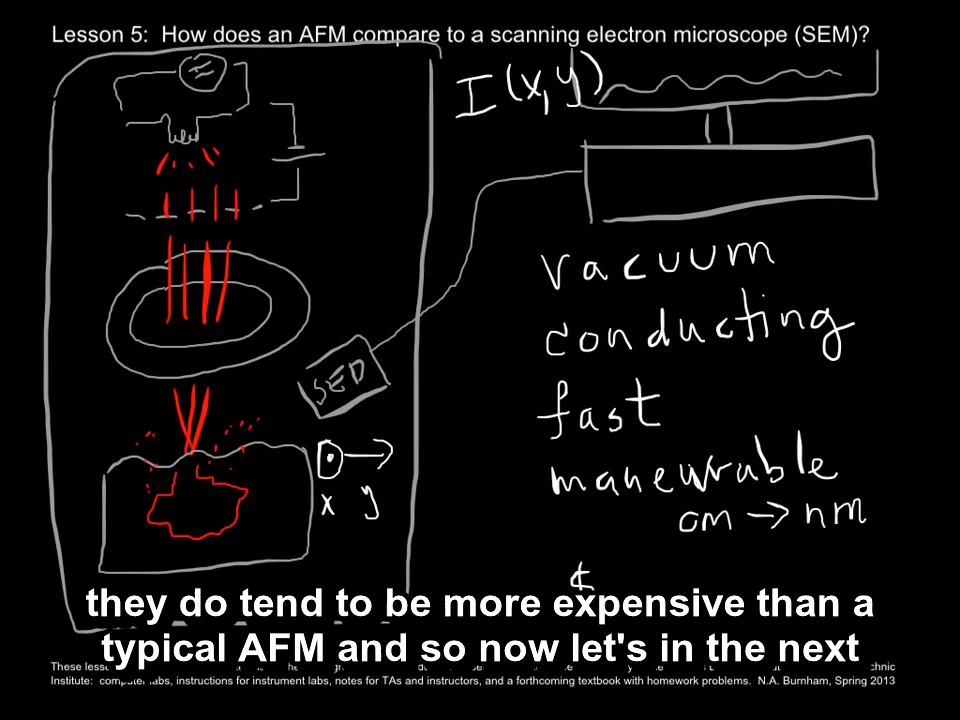 Lesson 5: How does an AFM compare to a scanning electron microscope (SEM)?
I(x,y)
vacuum
conducting
SED
fast
x y
maneuvrable
cm → nm
¢
they do tend to be more expensive than a
typical AFM and so now let's in the next
These
Institute: computer labs, instructions for instrument labs, notes for TAs and instructors, and a forthcoming textbook with homework problems. N.A. Burnham, Spring 2013